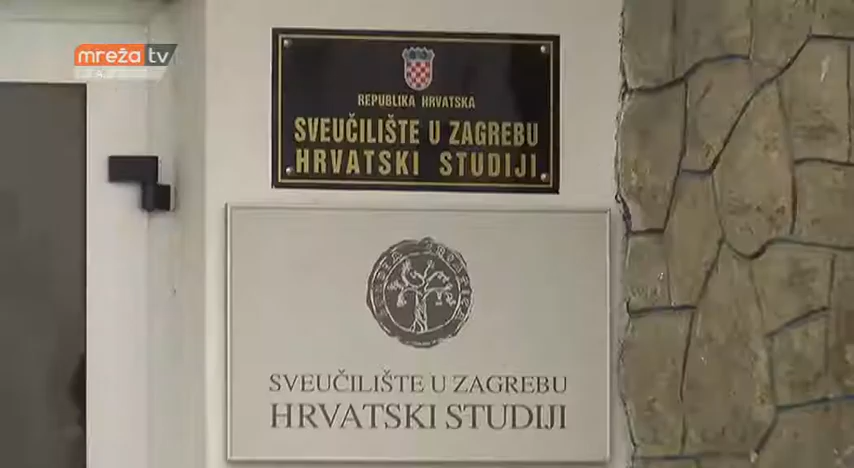 mreža tv
REPUBLIKA HRVATSKA
SVEUČILIŠTE U ZAGREBU
HRVATSKI STUDIJI
SVEUČILIŠTE U ZAGREBU
HRVATSKI STUDIJI